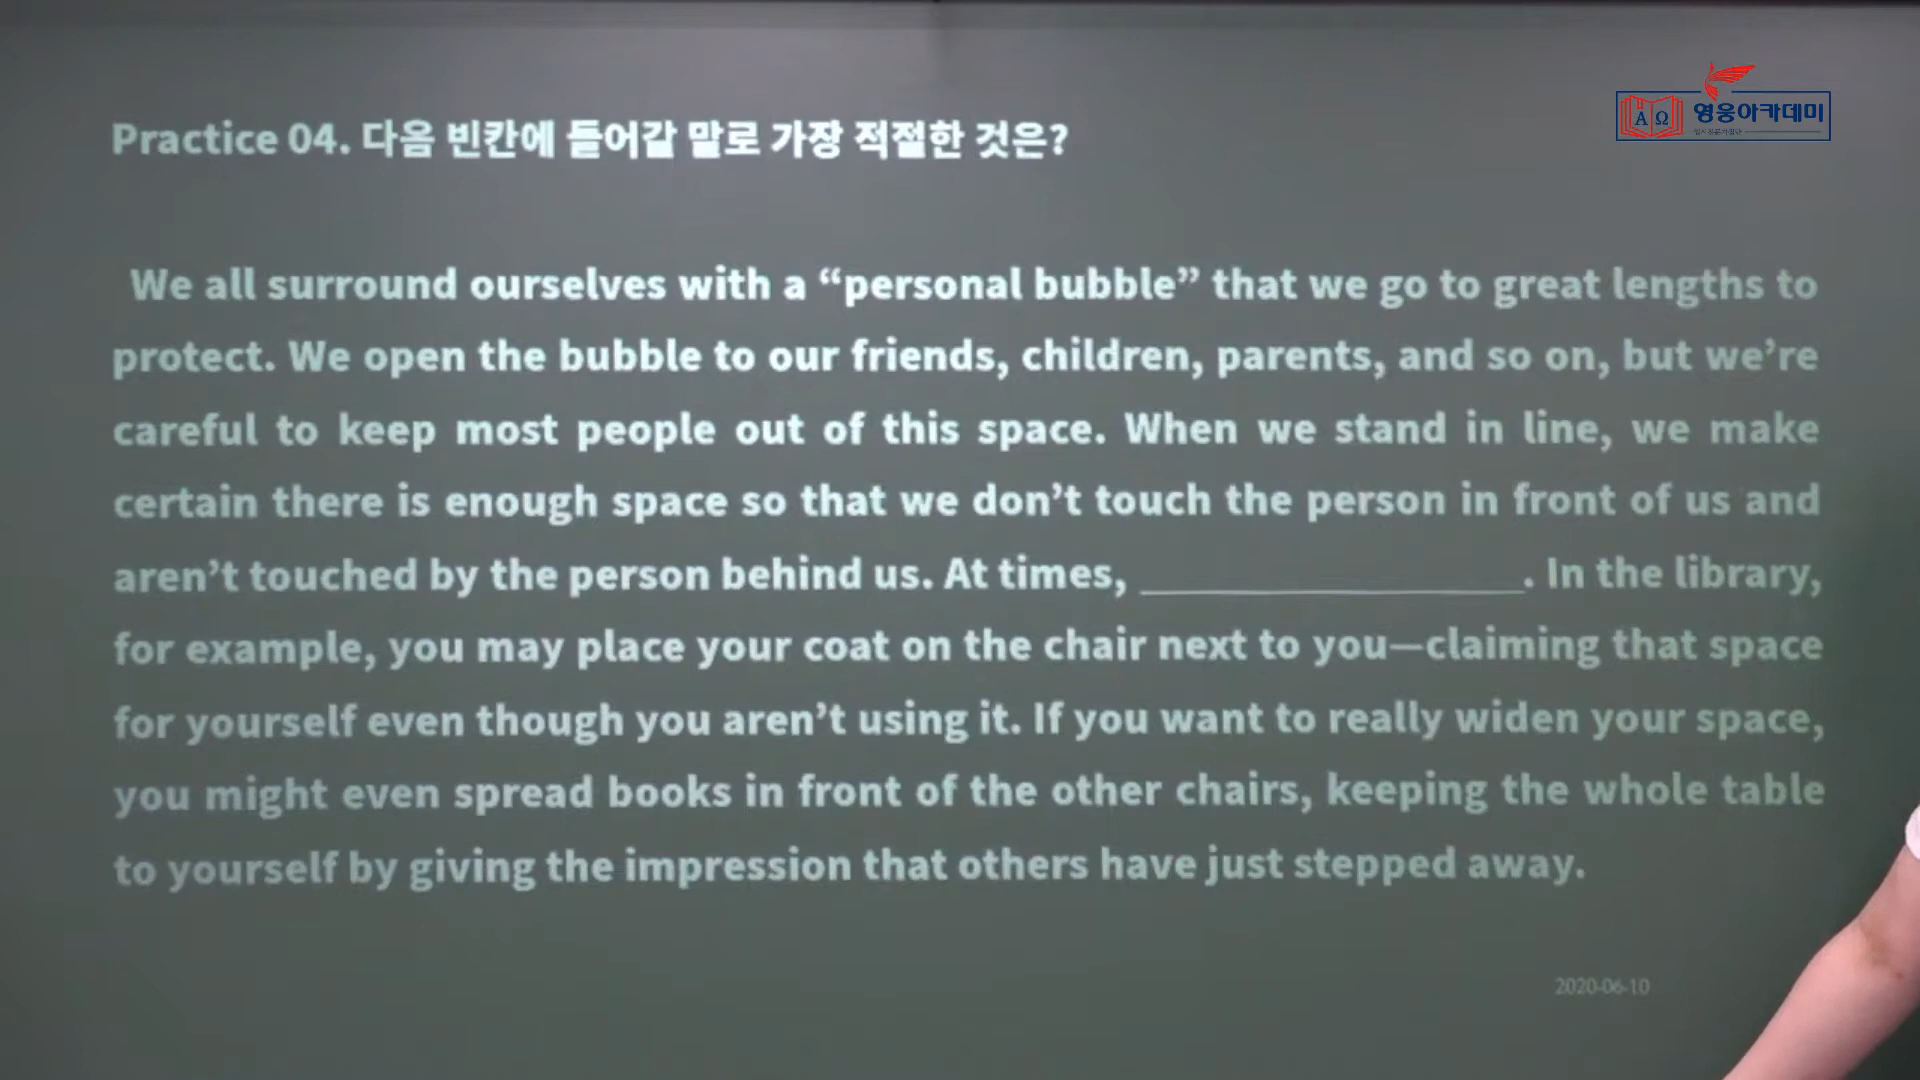 영웅아카데미
A Ω
Practice 04. 다음 빈칸에 들어갈 말로 가장 적절한 것은?
We all surround ourselves with a “personal bubble” that we go to great lengths to
protect. We open the bubble to our friends, children, parents, and so on, but we’re
careful to keep most people out of this space. When we stand in line, we make
certain there is enough space so that we don’t touch the person in front of us and
aren’t touched by the person behind us. At times, ________________. In the library,
for example, you may place your coat on the chair next to you—claiming that space
for yourself even though you aren’t using it. If you want to really widen your space,
you might even spread books in front of the other chairs, keeping the whole table
to yourself by giving the impression that others have just stepped away.
2020-06-10